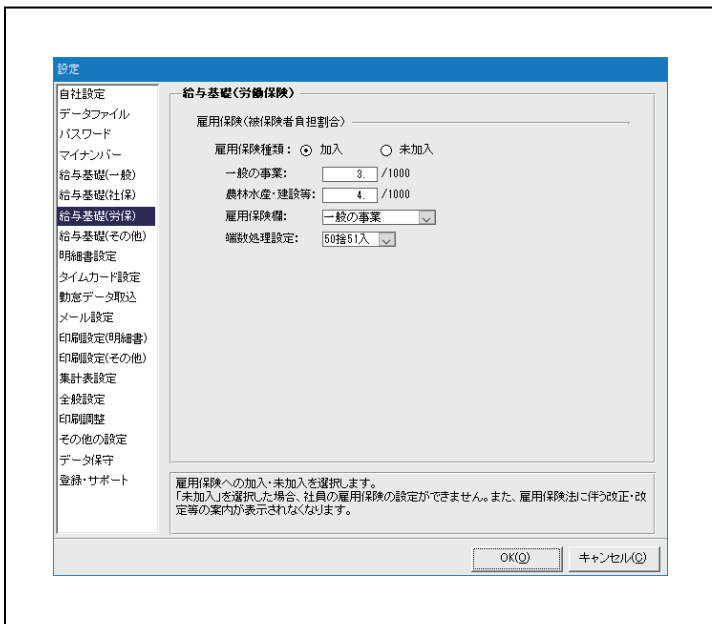 設定
自社設定
データファイル
パスワード
マイナンバー
給与基礎(一般)
給与基礎(社保)
給与基礎(労保)
給与基礎(その他)
明細書設定
タイムカード設定
勤怠データ取込
メール設定
印刷設定(明細書)
印刷設定(その他)
集計表設定
全般設定
印刷調整
その他の設定
データ保守
登録・サポート
給与基礎(労働保険)
雇用保険(被保険者負担割合)
雇用保険種類： 加入 未加入
一般の事業: 3. /1000
農林水産・建設等: 4. /1000
雇用保険欄: 一般の事業
端数処理設定: 50捨51入
雇用保険への加入・未加入を選択します。
「未加入」を選択した場合、社員の雇用保険の設定ができません。また、雇用保険法に伴う改正・改
定等の案内が表示されなくなります。
OK(O) キャンセル(C)